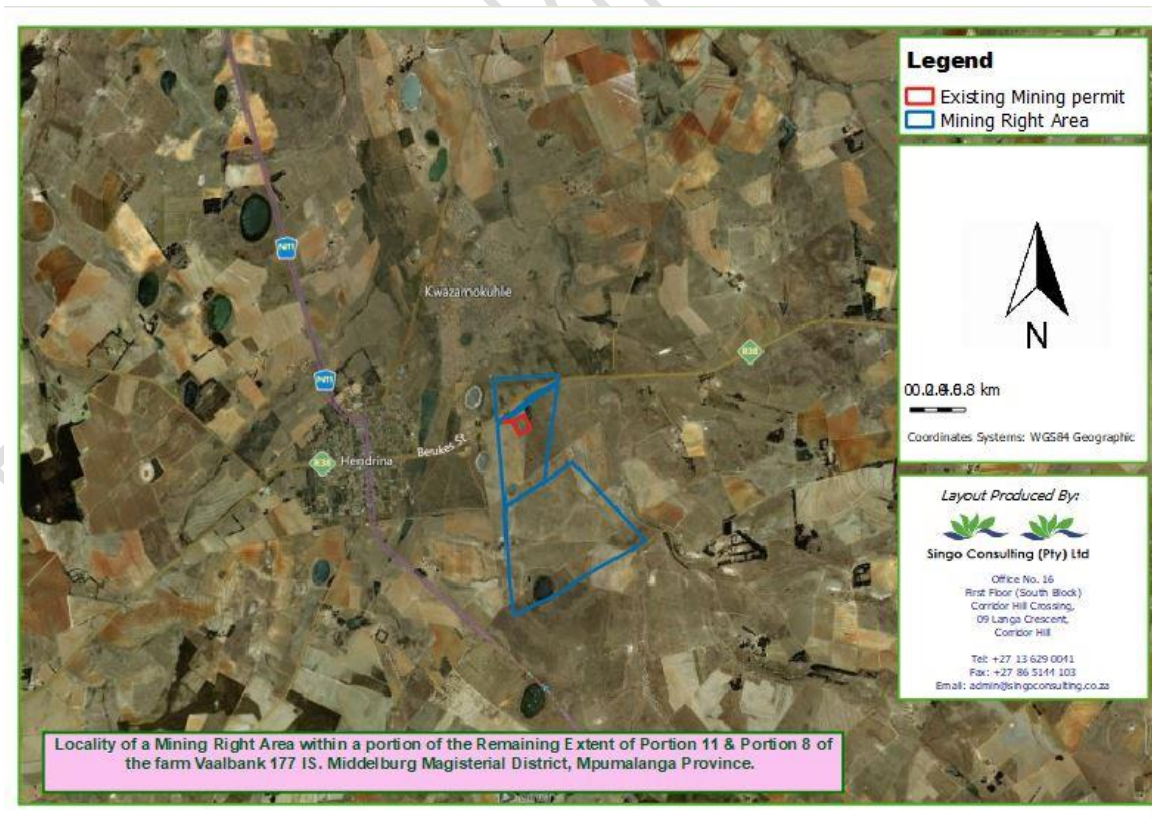 Legend
Existing Mining permit
Mining Right Area
N
km
Coordinates Systems: WGS84 Geographic
Layout Produced By:
Singo Consulting (Pty) Ltd
Office No. 16
First Floor (South Block)
Corridor Hill Crossing,
09 Langa Crescent,
Corridor Hill
Tel: +27 13 629 0041
Fax: +27 86 5144 103
Email: admin@singoconsulting.co.za
N11
Kwazamokuhle
R38
N11
Beukes St
R38
Hendrina
Locality of a Mining Right Area within a portion of the Remaining Extent of Portion 11 & Portion 8 of
the farm Vaalbank 177 IS. Middelburg Magisterial District, Mpumalanga Province.